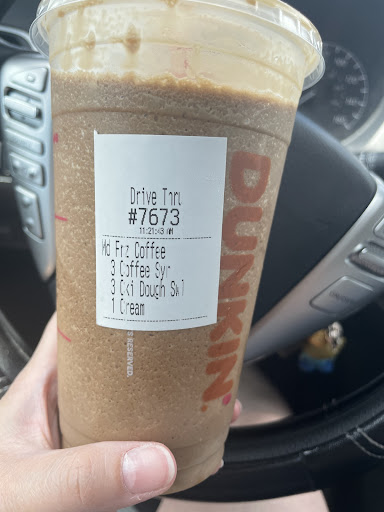 Drive Thru
#7673
11:21:43 AM
Md Frz Coffee
3 Coffee Syr
3 Cki Dough Swl
1 Cream
DUNKIN'
RESERVED